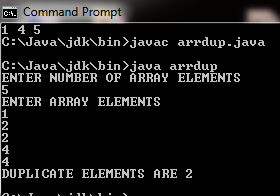 Command Prompt
1 4 5
C:\Java\jdk\bin>javac arrdup.java
C:\Java\jdk\bin>java arrdup
ENTER NUMBER OF ARRAY ELEMENTS
5
ENTER ARRAY ELEMENTS
1
2
2
4
4
DUPLICATE ELEMENTS ARE 2